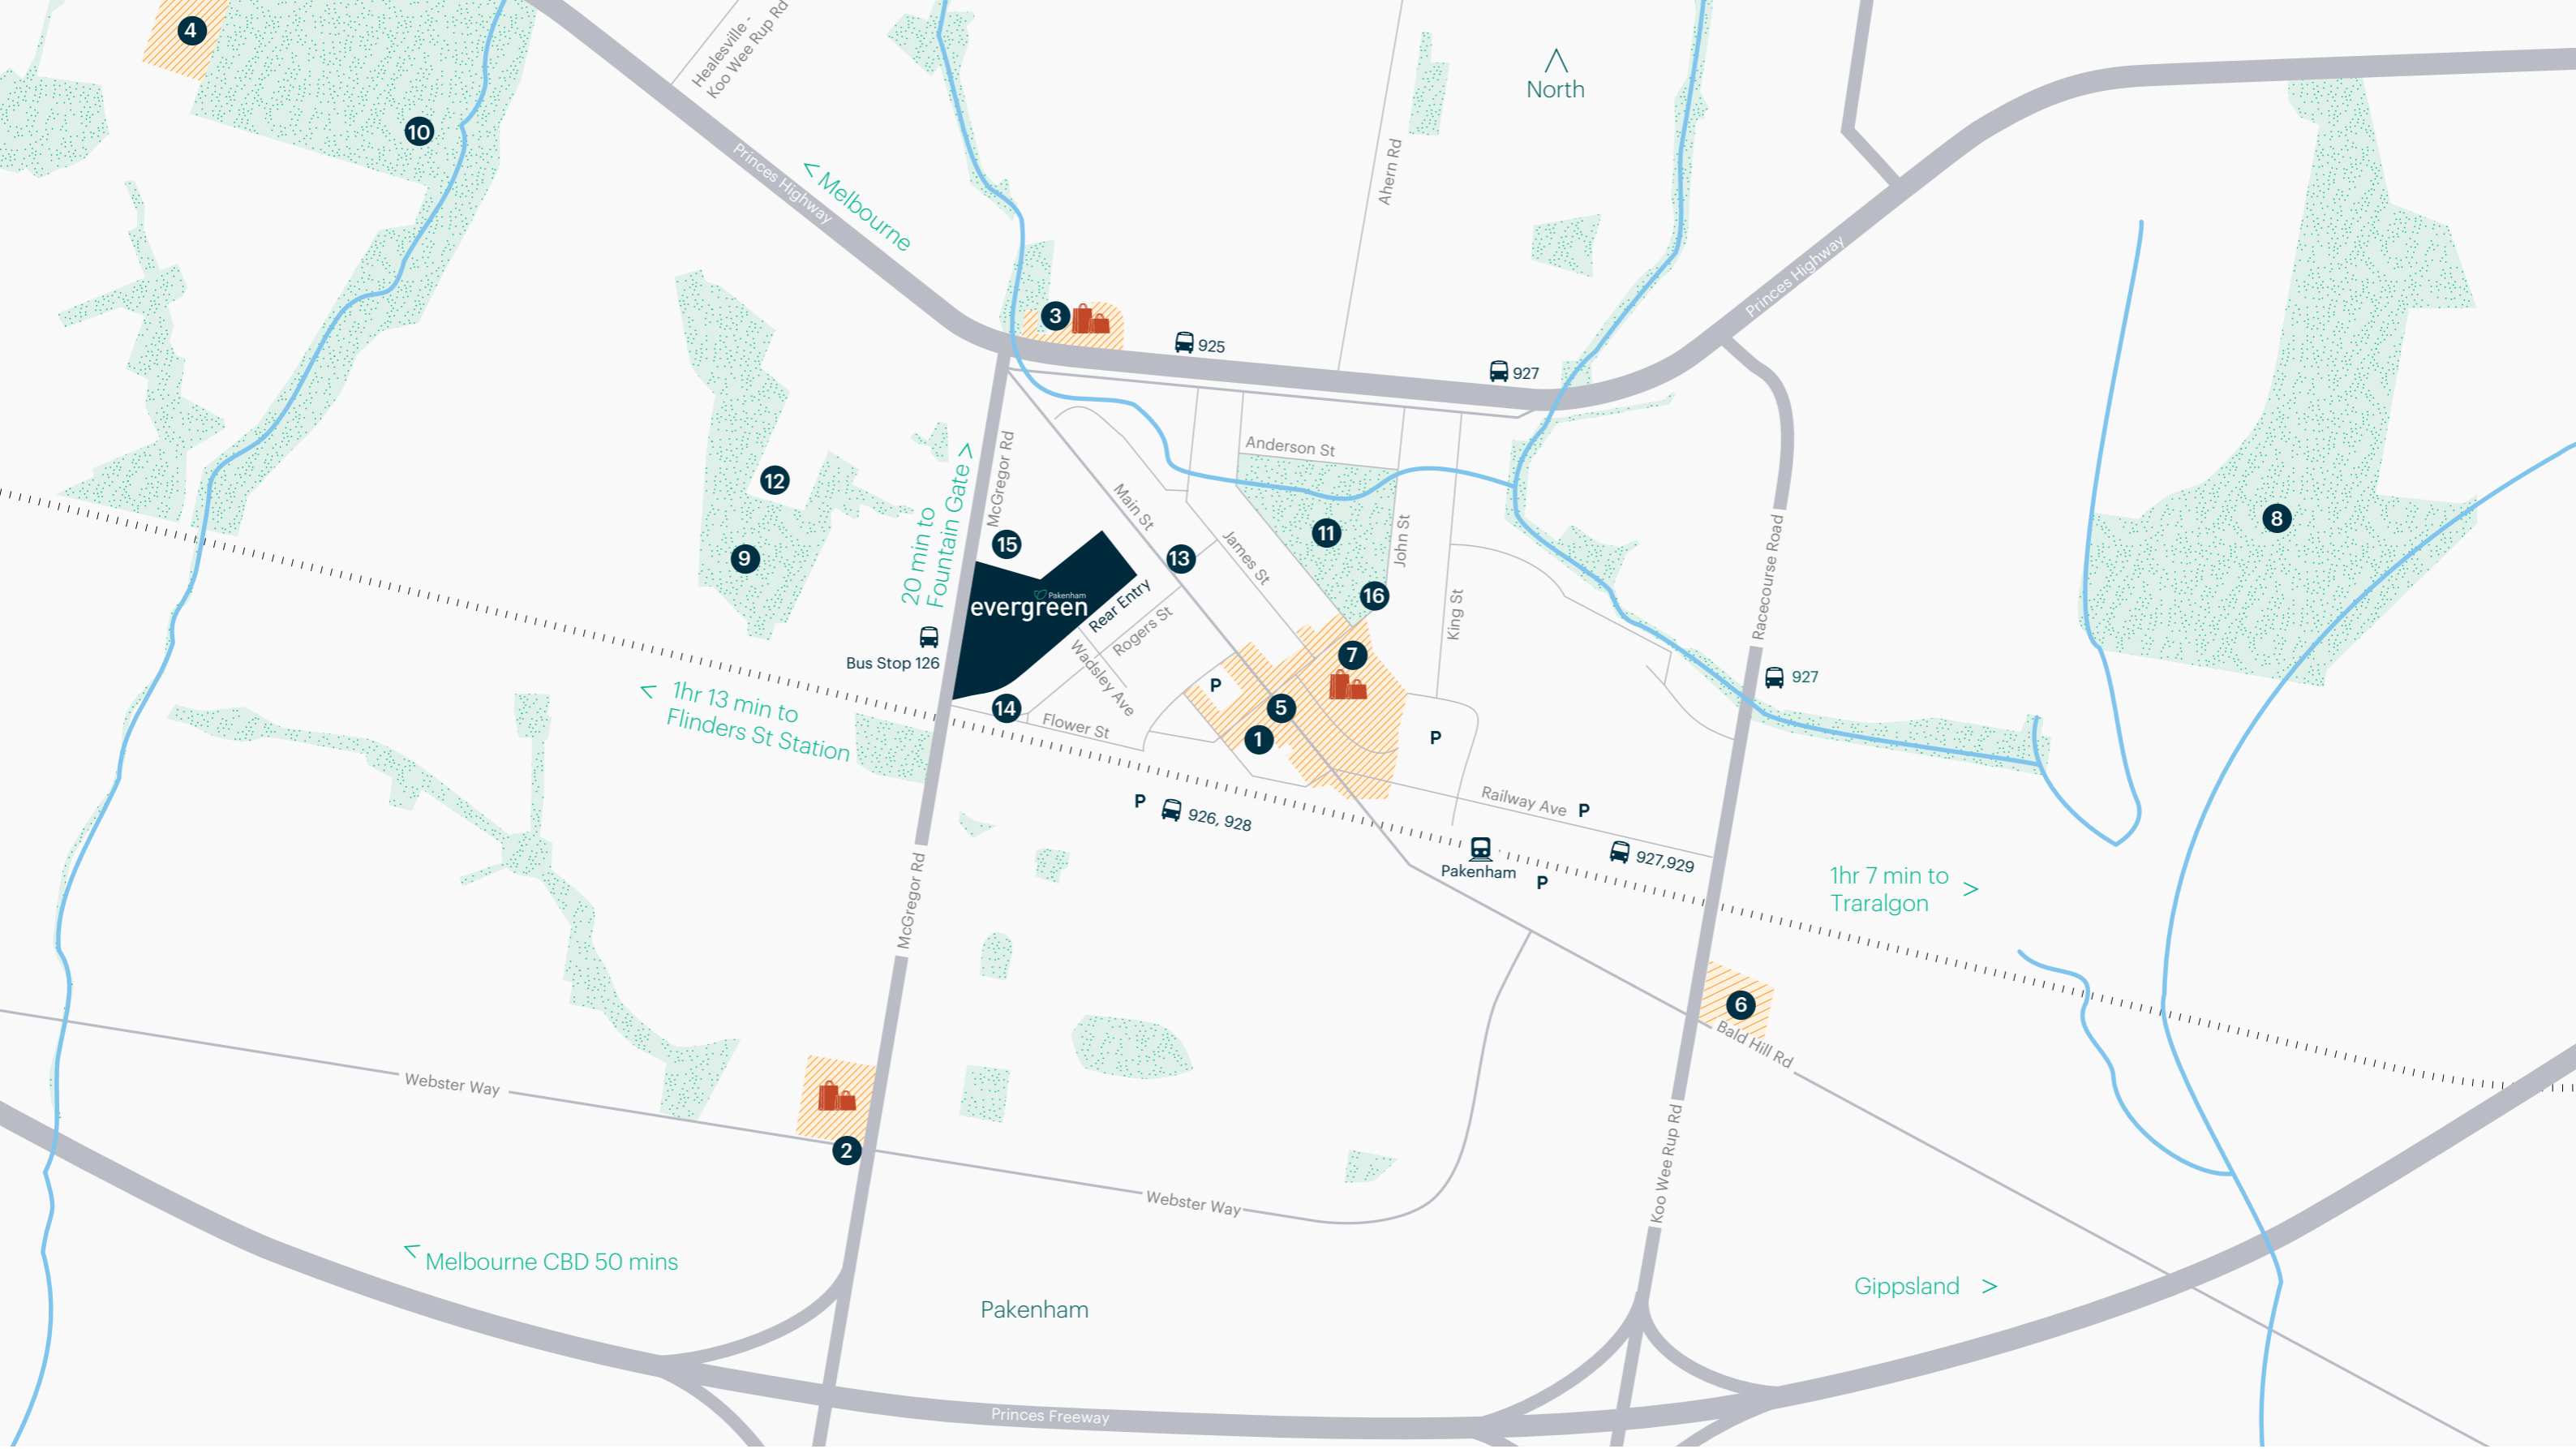 4
Healesville -
Koo Wee Rup Rd
North
10
Princes Highway
< Melbourne
Ahern Rd
Princes Highway
3
925
927
Anderson St
McGregor Rd
Main St
12
20 min to
Fountain Gate >
8
11
John St
James St
15
13
9
Racecourse Road
Pakenham
evergreen
Rear Entry
Rogers St
16
King St
Wadsley Ave
Bus Stop 126
7
P
927
< 1hr 13 min to
Flinders St Station
14
Flower St
5
1
P
P
926, 928
Railway Ave
P
Pakenham
P
927,929
1hr 7 min to >
Traralgon
McGregor Rd
6
Bald Hill Rd
Webster Way
2
Webster Way
Koo Wee Rup Rd
< Melbourne CBD 50 mins
Gippsland >
Pakenham
Princes Freeway